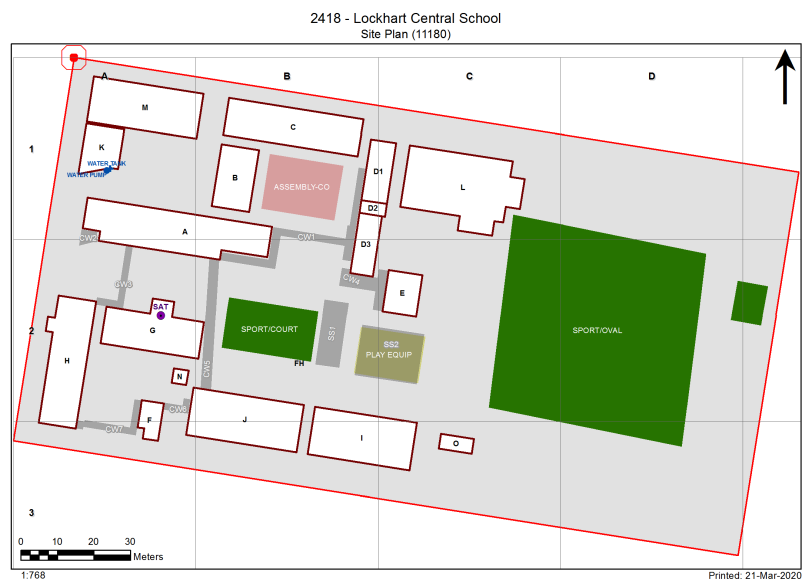 2418 - Lockhart Central School
Site Plan (11180)
A
B
C
D
M
C
1
K
WATER TANK
WATER PUMP
D1
B
ASSEMBLY-CO
L
D2
A
CW2
CW1
D3
CW3
CW4
E
SAT
2
G
SPORT/COURT
SS1
SPORT/OVAL
SS2
PLAY EQUIP
H
CW5
FH
N
CW6
F
J
CW7
I
O
3
0 10 20 30
Meters
1:768
Printed: 21-Mar-2020